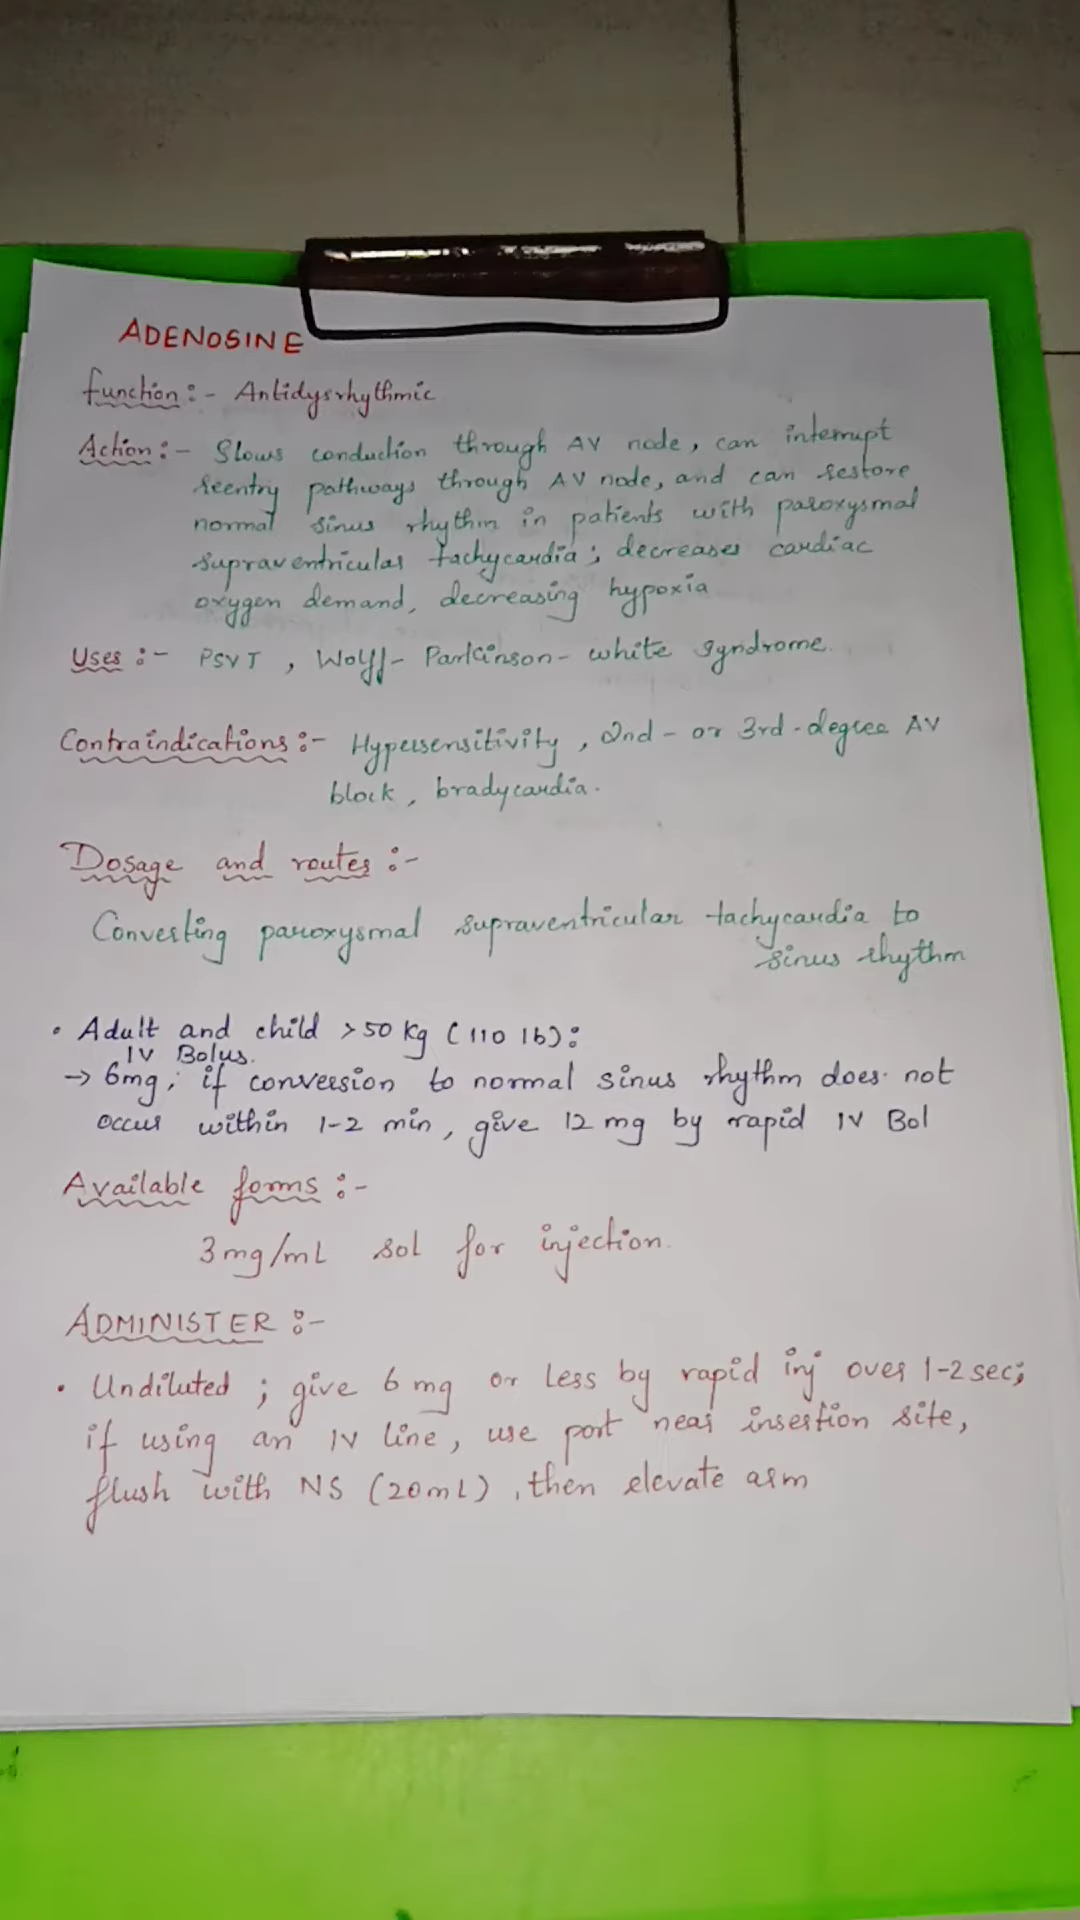 ADENOSINE
function:- Antidysrhythmic
Action:- Slows conduction through AV node, can interrupt
reentry pathways through AV node, and can restore
normal sinus rhythm in patients with paroxysmal
supraventricular tachycardia; decreases cardiac
oxygen demand, decreasing hypoxia
Uses:- PSVT, Wolff-Parkinson-white syndrome.
Contraindications:- Hypersensitivity, 2nd- or 3rd-degree AV
block, bradycardia.
Dosage and routes:-
Converting paroxysmal supraventricular tachycardia to
sinus rhythm
• Adult and child >50 kg (110 lb):
IV Bolus.
→ 6mg; if conversion to normal sinus rhythm does not
occur within 1-2 min, give 12 mg by rapid IV Bol
Available forms:-
3mg/mL sol for injection.
ADMINISTER:-
• Undiluted; give 6 mg or less by rapid inj over 1-2 sec;
if using an IV line, use port near insertion site,
flush with NS (20mL), then elevate arm